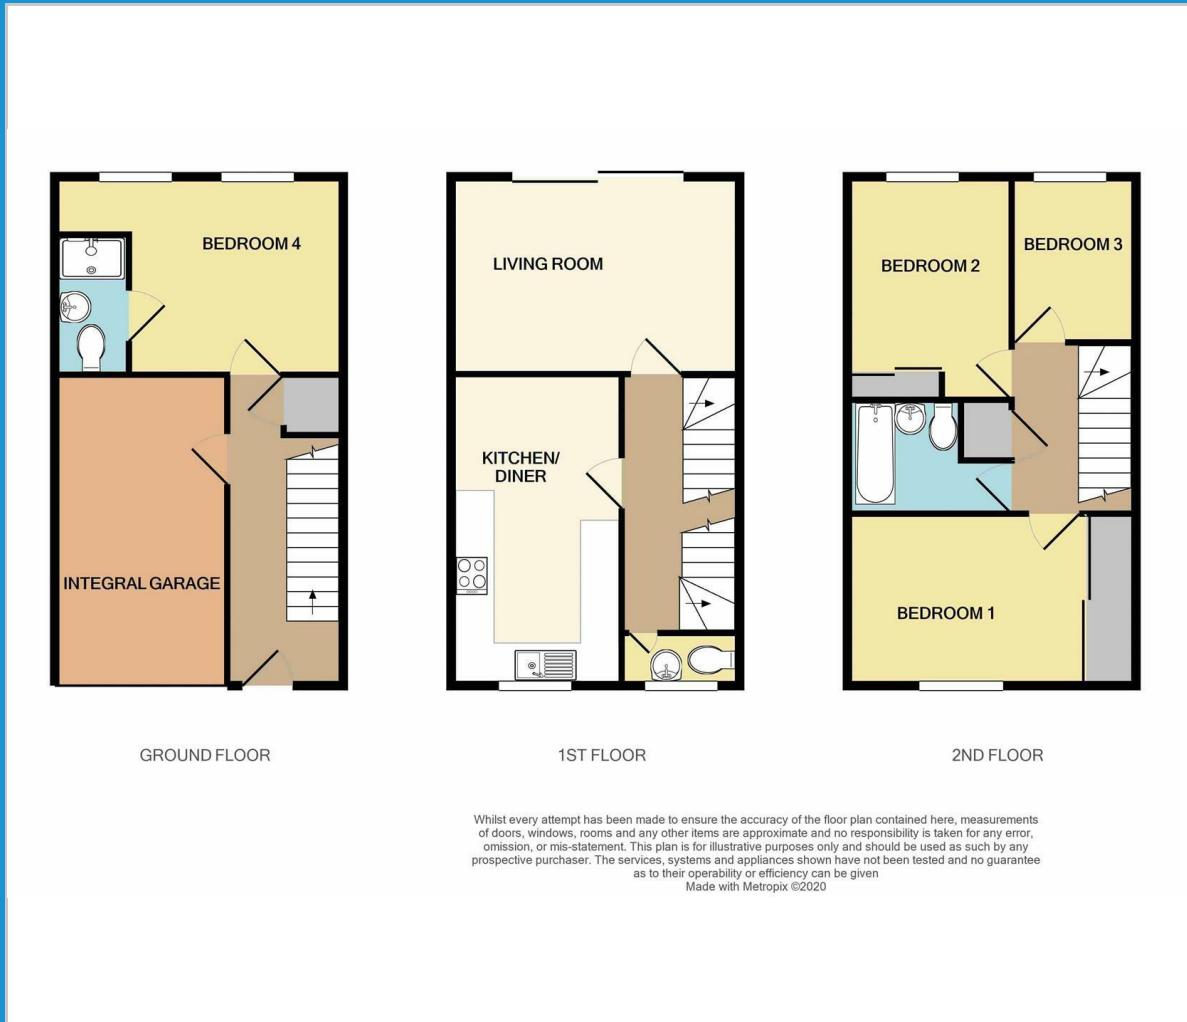 BEDROOM 4
INTEGRAL GARAGE
GROUND FLOOR
LIVING ROOM
KITCHEN/
DINER
1ST FLOOR
BEDROOM 2
BEDROOM 3
BEDROOM 1
2ND FLOOR
Whilst every attempt has been made to ensure the accuracy of the floor plan contained here, measurements
of doors, windows, rooms and any other items are approximate and no responsibility is taken for any error,
omission, or mis-statement. This plan is for illustrative purposes only and should be used as such by any
prospective purchaser. The services, systems and appliances shown have not been tested and no guarantee
as to their operability or efficiency can be given
Made with Metropix ©2020